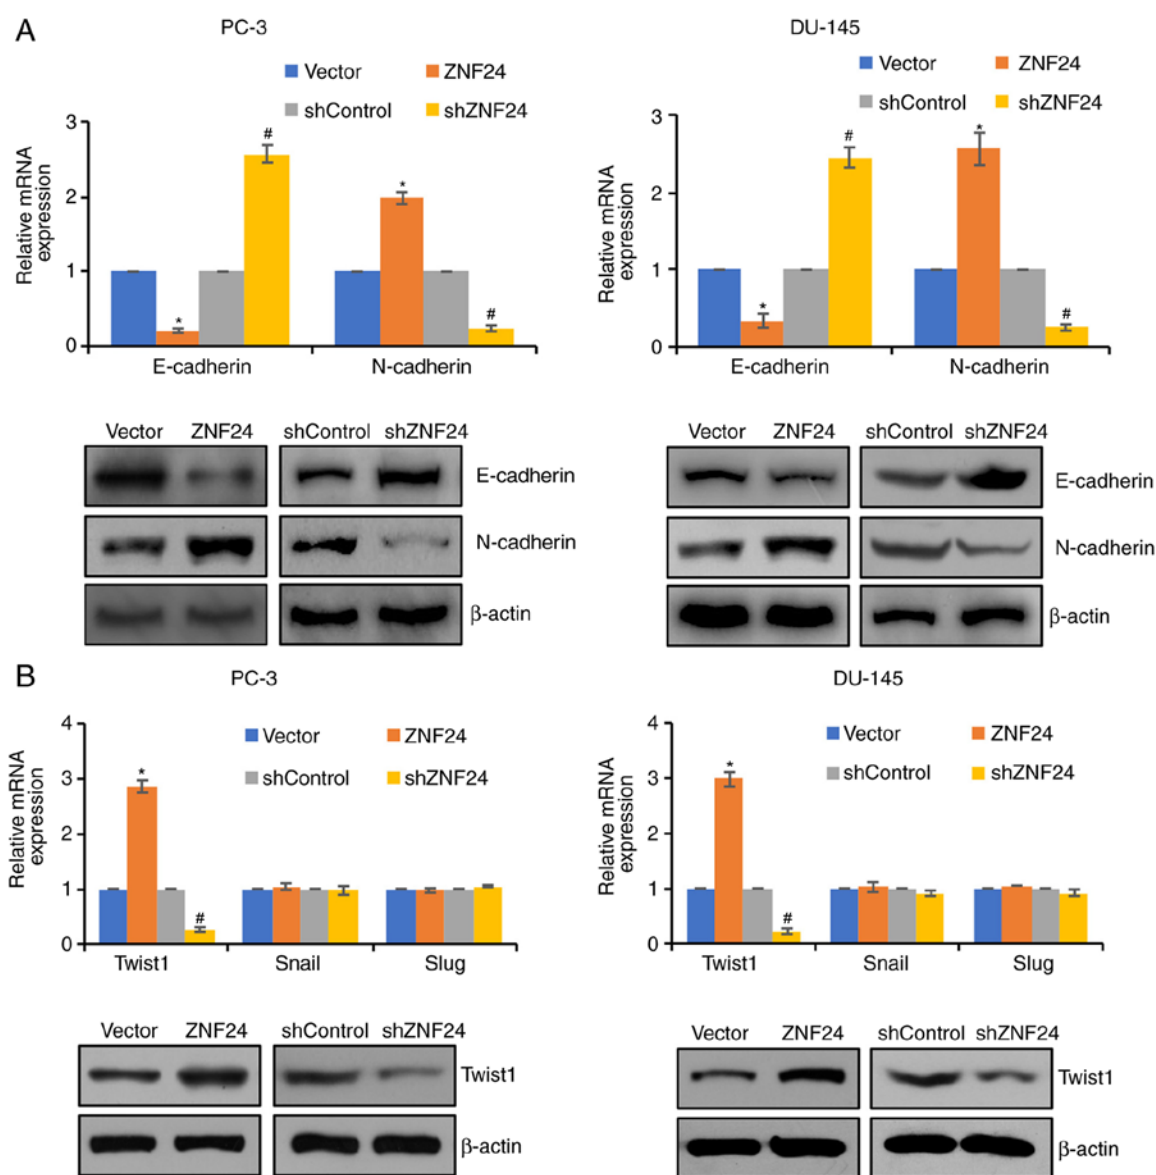 A
PC-3
Vector
ZNF24
shControl
shZNF24
Relative mRNA
expression
3
2
1
0
#
*
*
#
E-cadherin
N-cadherin
DU-145
Vector
ZNF24
shControl
shZNF24
Relative mRNA
expression
3
2
1
0
#
*
*
#
E-cadherin
N-cadherin
Vector ZNF24 shControl shZNF24
E-cadherin
N-cadherin
β-actin
Vector ZNF24 shControl shZNF24
E-cadherin
N-cadherin
β-actin
B
PC-3
Vector
ZNF24
shControl
shZNF24
Relative mRNA
expression
4
3
2
1
0
*
#
Twist1
Snail
Slug
DU-145
Vector
ZNF24
shControl
shZNF24
Relative mRNA
expression
4
3
2
1
0
*
#
Twist1
Snail
Slug
Vector ZNF24 shControl shZNF24
Twist1
β-actin
Vector ZNF24 shControl shZNF24
Twist1
β-actin